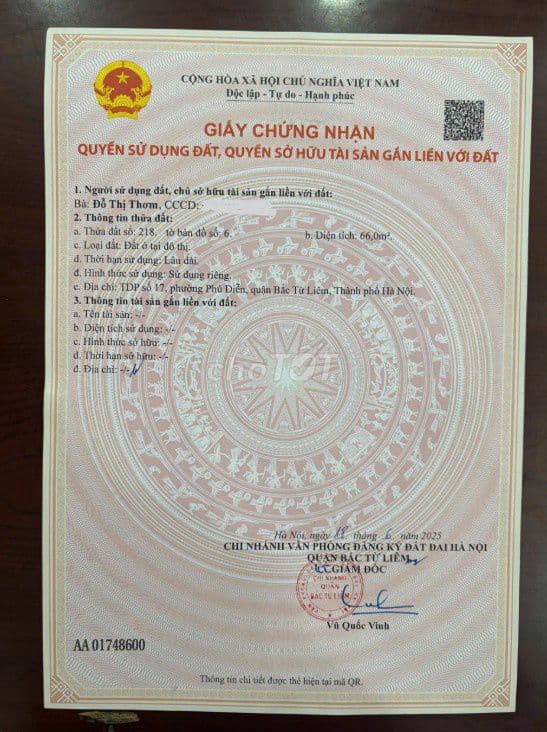 CỘNG HÒA XÃ HỘI CHỦ NGHĨA VIỆT NAM
Độc lập - Tự do - Hạnh phúc
GIẤY CHỨNG NHẬN
QUYỀN SỬ DỤNG ĐẤT, QUYỀN SỞ HỮU TÀI SẢN GẮN LIỀN VỚI ĐẤT
1. Người sử dụng đất, chủ sở hữu tài sản gắn liền với đất:
Bà: Đỗ Thị Thơm, CCCD:
2. Thông tin thửa đất:
a. Thửa đất số: 218, tờ bản đồ số: 6. b. Diện tích: 66,0m².
c. Loại đất: Đất ở tại đô thị.
d. Thời hạn sử dụng: Lâu dài.
đ. Hình thức sử dụng: Sử dụng riêng.
e. Địa chỉ: TDP số 17, phường Phú Diễn, quận Bắc Từ Liêm, Thành phố Hà Nội.
3. Thông tin tài sản gắn liền với đất:
a. Tên tài sản: -/-
b. Diện tích sử dụng: -/-
c. Hình thức sở hữu: -/-
d. Thời hạn sở hữu: -/-
đ. Địa chỉ: -/-
choTỐT
Hà Nội, ngày 18 tháng 6 năm 2025
CHI NHÁNH VĂN PHÒNG ĐĂNG KÝ ĐẤT ĐAI HÀ NỘI
QUẬN BẮC TỪ LIÊM
GIÁM ĐỐC
CHI NHÁNH
QUẬN
BẮC TỪ LIÊM
Vũ Quốc Vinh
AA 01748600
Thông tin chi tiết được thể hiện tại mã QR.